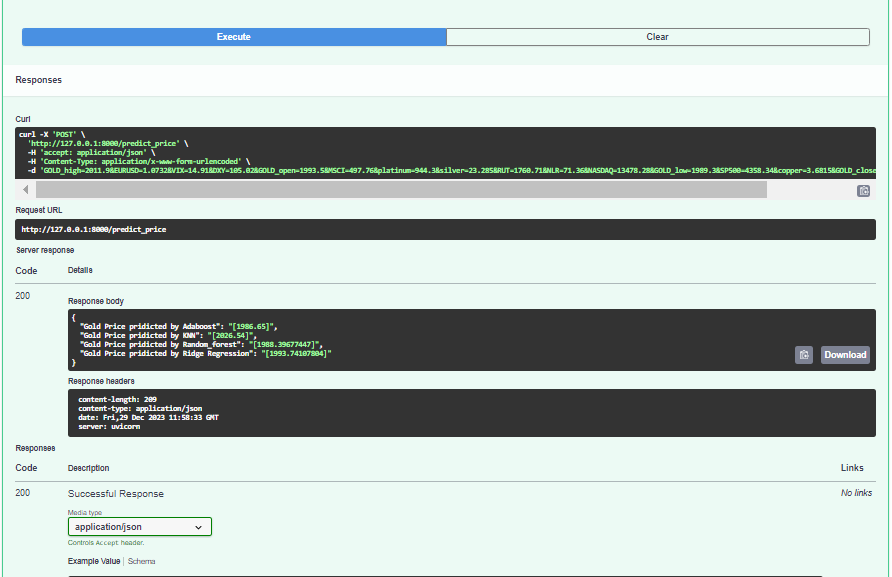 Execute
Clear
Responses
Curl
curl -X 'POST' \
'http://127.0.0.1:8000/predict_price' \
-H 'accept: application/json' \
-H 'Content-Type: application/x-www-form-urlencoded' \
-d 'GOLD_high=2011.9&EURUSD=1.0732&VIX=14.91&DXY=105.02&GOLD_open=1993.5&MSCI=497.76&platinum=944.3&silver=23.285&RUT=1760.71&NLR=71.36&NASDAQ=13478.28&GOLD_low=1989.3&SP500=4358.34&copper=3.6815&GOLD_close
Request URL
http://127.0.0.1:8000/predict_price
Server response
Code Details
200
Response body
{
"Gold Price pridicted by Adaboost": "[1986.65]",
"Gold Price pridicted by KNN": "[2026.54]",
"Gold Price pridicted by Random_forest": "[1988.39677447]",
"Gold Price pridicted by Ridge Regression": "[1993.74107804]"
}
Download
Response headers
content-length: 209
content-type: application/json
date: Fri,29 Dec 2023 11:58:33 GMT
server: uvicorn
Responses
Code Description Links
200 Successful Response No links
Media type
application/json
Controls Accept header.
Example Value | Schema